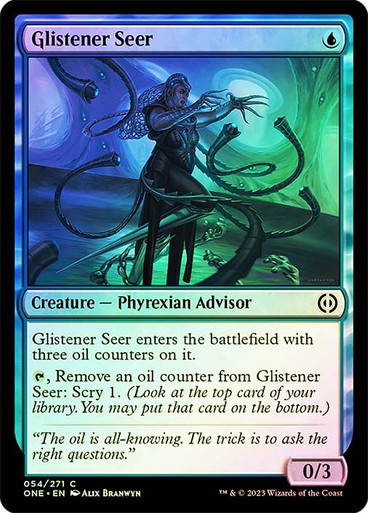 Glistener Seer
Creature — Phyrexian Advisor
Glistener Seer enters the battlefield with
three oil counters on it.
, Remove an oil counter from Glistener
Seer: Scry 1. (Look at the top card of your
library. You may put that card on the bottom.)
“The oil is all-knowing. The trick is to ask the
right questions.”
0/3
054/271 C
ONE • EN Alix Branwyn
™ & © 2023 Wizards of the Coast